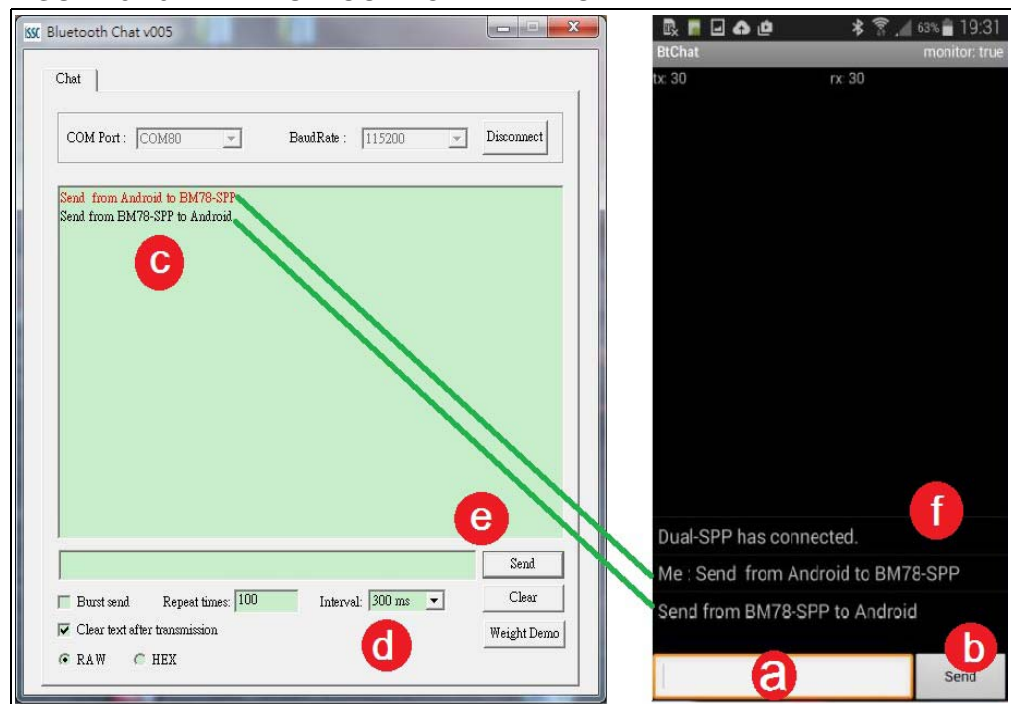 ISSC Bluetooth Chat v005
Chat
COM Port : COM80 BaudRate : 115200 Disconnect
Send  from Android to BM78-SPP
Send from BM78-SPP to Android
c
e
Send
Burst send Repeat times: 100 Interval: 300 ms Clear
Clear text after transmission
Weight Demo
d
RAW HEX
63% 19:31
BtChat monitor: true
tx: 30 rx: 30
f
Dual-SPP has connected.
Me : Send  from Android to BM78-SPP
Send from BM78-SPP to Android
a
b
Send